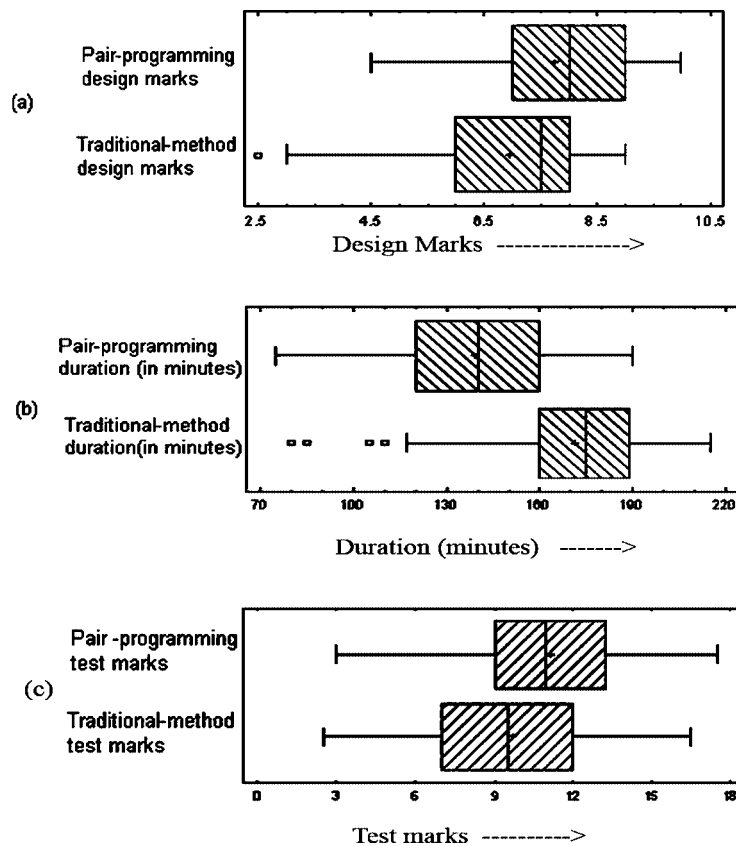 (a)
Pair-programming
design marks
Traditional-method
design marks
2.5 4.5 6.5 8.5 10.5
Design Marks -------------->
(b)
Pair-programming
duration (in minutes)
Traditional-method
duration(in minutes)
70 100 130 160 190 220
Duration (minutes) ------->
(c)
Pair -programming
test marks
Traditional-method
test marks
0 3 6 9 12 15 18
Test marks ---------->